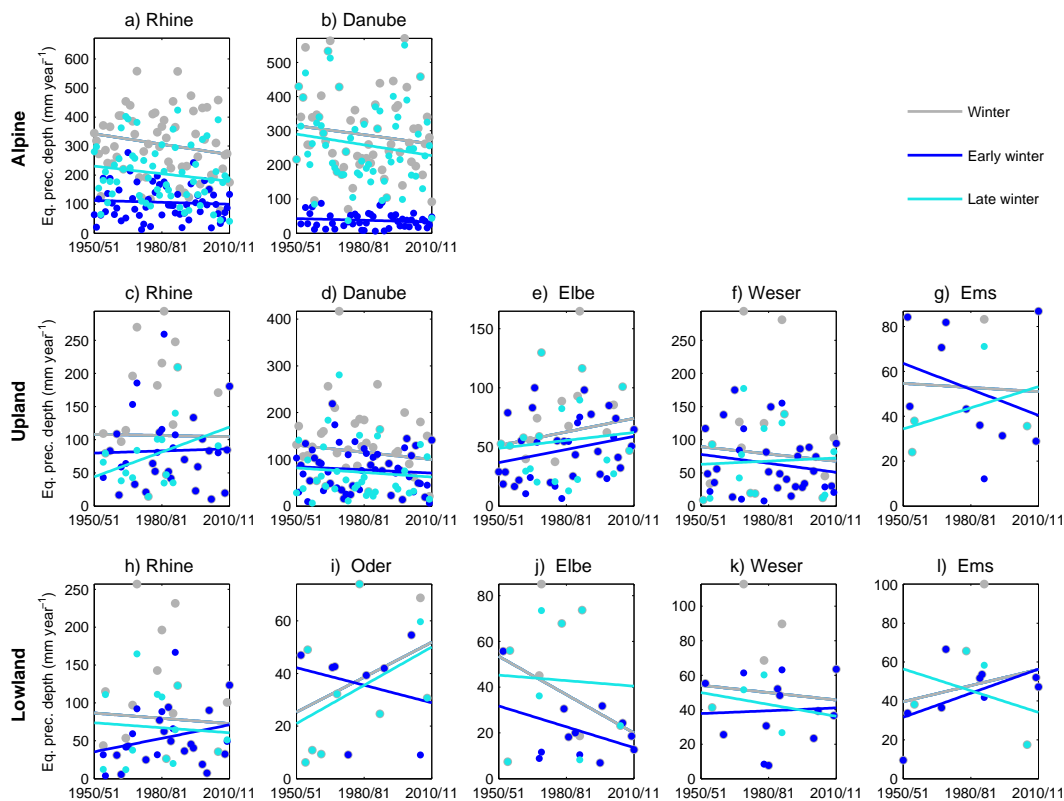 a) Rhine
b) Danube
Alpine
Eq. prec. depth (mm year⁻¹)
600
500
400
300
200
100
0
1950/51 1980/81 2010/11
500
400
300
200
100
0
1950/51 1980/81 2010/11
Winter
Early winter
Late winter
c) Rhine
d) Danube
e) Elbe
f) Weser
g) Ems
Upland
Eq. prec. depth (mm year⁻¹)
250
200
150
100
50
0
1950/51 1980/81 2010/11
400
300
200
100
0
1950/51 1980/81 2010/11
150
100
50
0
1950/51 1980/81 2010/11
250
200
150
100
50
0
1950/51 1980/81 2010/11
80
60
40
20
0
1950/51 1980/81 2010/11
h) Rhine
i) Oder
j) Elbe
k) Weser
l) Ems
Lowland
Eq. prec. depth (mm year⁻¹)
250
200
150
100
50
0
1950/51 1980/81 2010/11
60
40
20
0
1950/51 1980/81 2010/11
80
60
40
20
0
1950/51 1980/81 2010/11
100
80
60
40
20
0
1950/51 1980/81 2010/11
100
80
60
40
20
0
1950/51 1980/81 2010/11